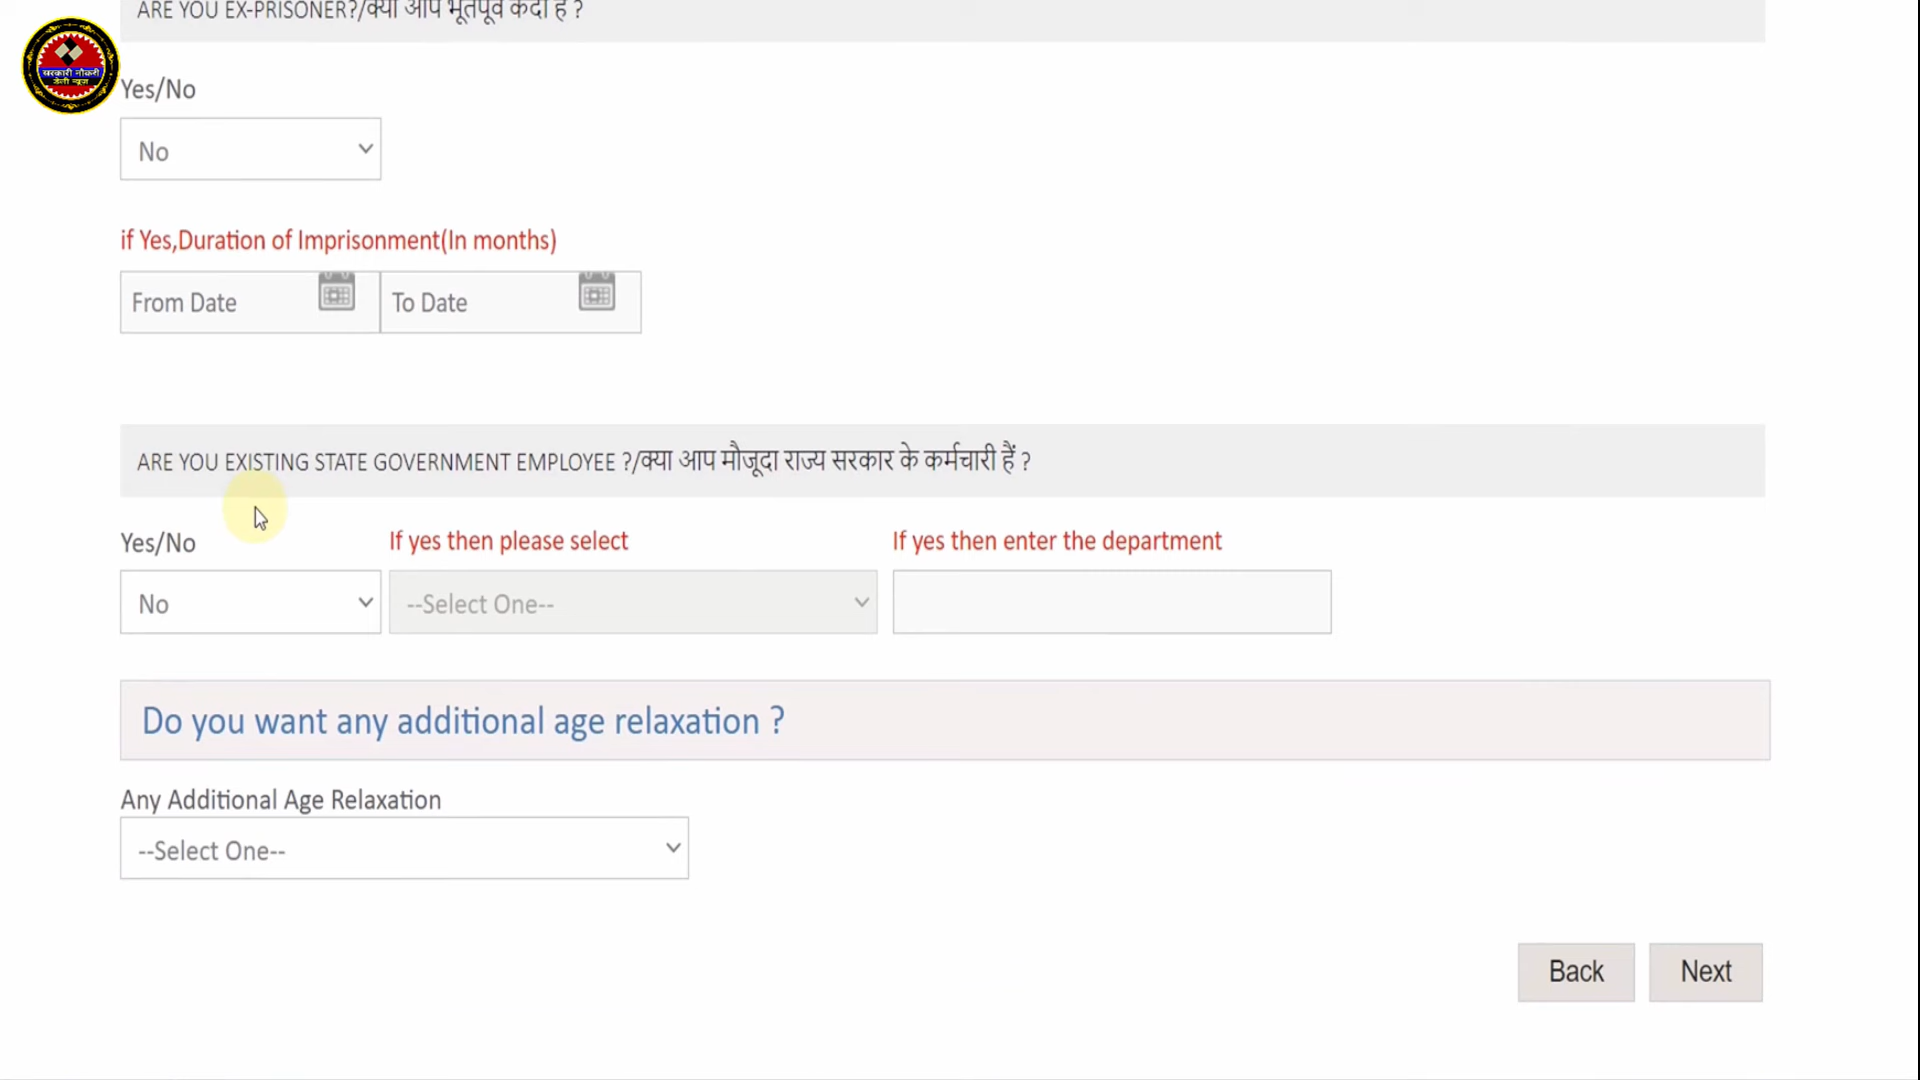 ARE YOU EX-PRISONER?/क्या आप भूतपूर्व कैदी हैं ?
सरकारी नौकरी
डेली न्यूज़
Yes/No
No
if Yes,Duration of Imprisonment(In months)
From Date To Date
ARE YOU EXISTING STATE GOVERNMENT EMPLOYEE ?/क्या आप मौजूदा राज्य सरकार के कर्मचारी हैं ?
Yes/No If yes then please select If yes then enter the department
No --Select One--
Do you want any additional age relaxation ?
Any Additional Age Relaxation
--Select One--
Back Next